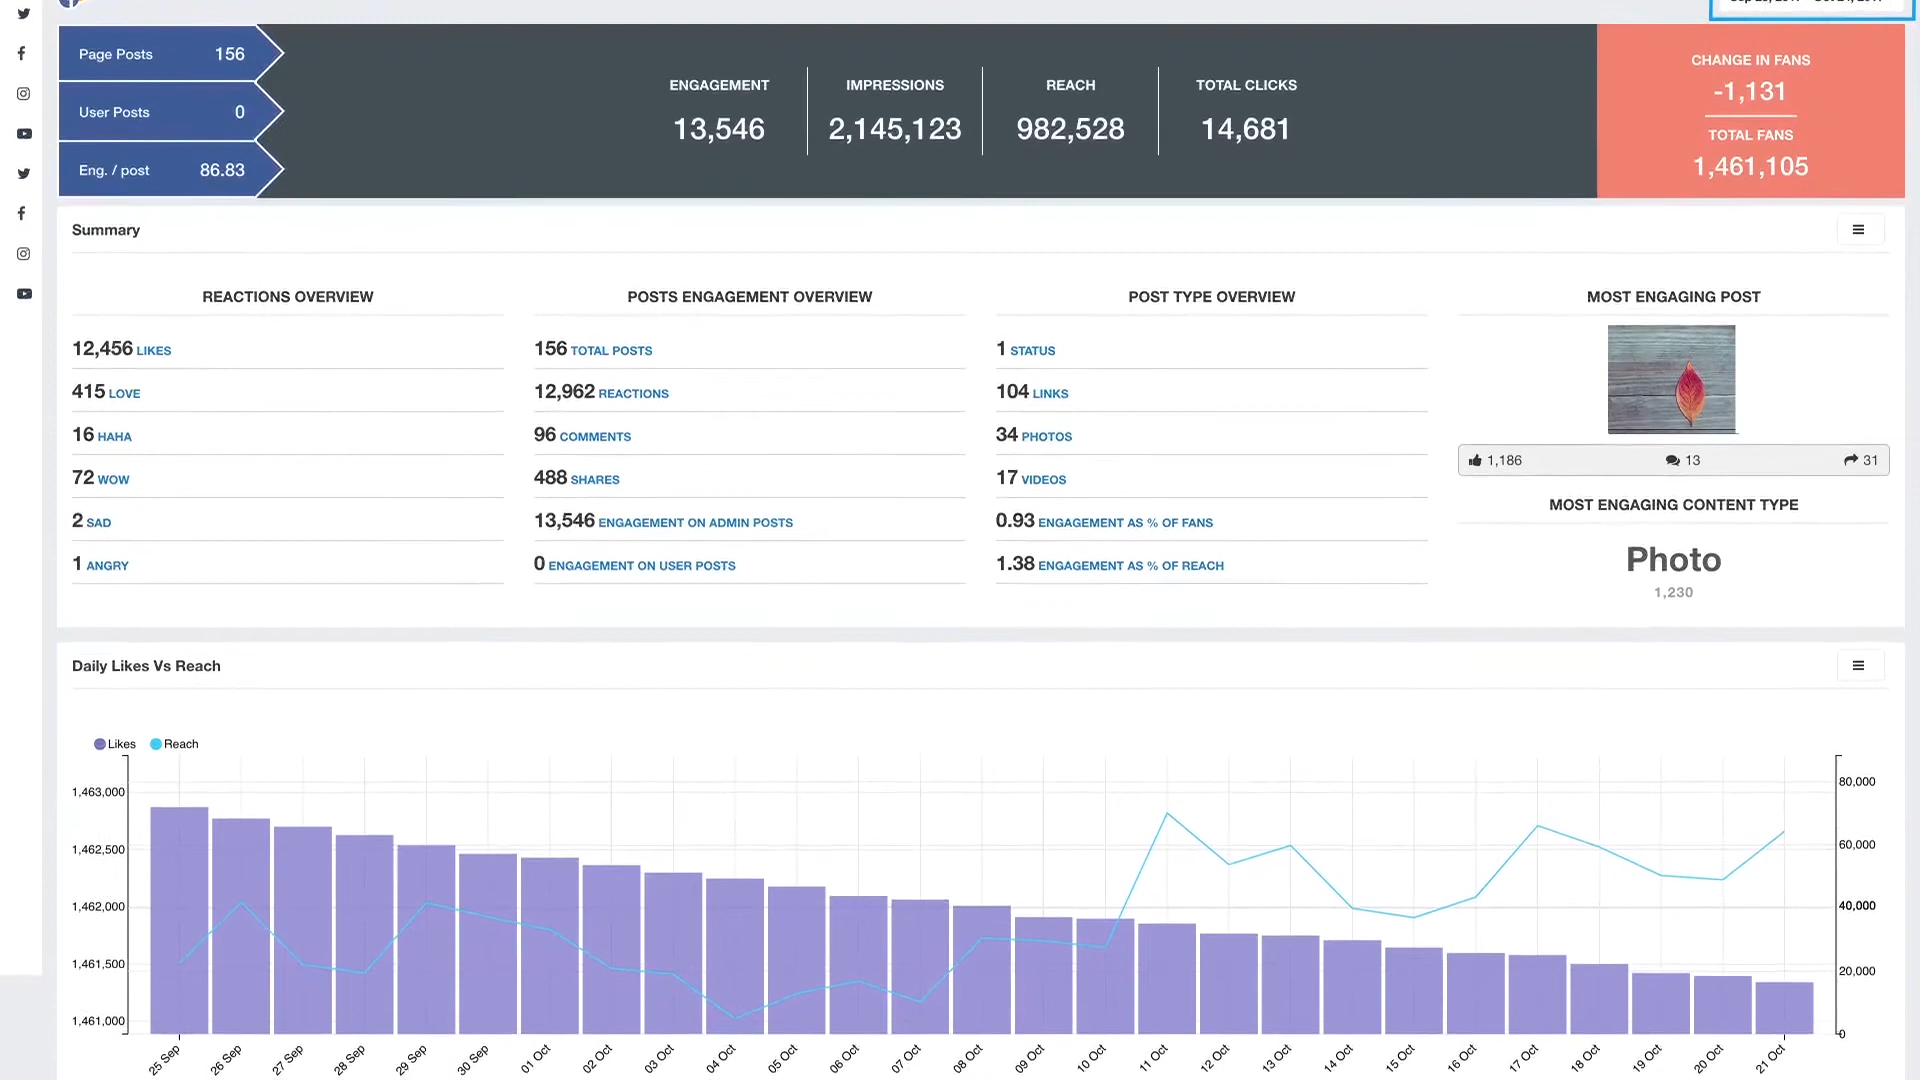 Page Posts 156
User Posts 0
Eng. / post 86.83
ENGAGEMENT
13,546
IMPRESSIONS
2,145,123
REACH
982,528
TOTAL CLICKS
14,681
CHANGE IN FANS
-1,131
TOTAL FANS
1,461,105
Summary
REACTIONS OVERVIEW
12,456 LIKES
415 LOVE
16 HAHA
72 WOW
2 SAD
1 ANGRY
POSTS ENGAGEMENT OVERVIEW
156 TOTAL POSTS
12,962 REACTIONS
96 COMMENTS
488 SHARES
13,546 ENGAGEMENT ON ADMIN POSTS
0 ENGAGEMENT ON USER POSTS
POST TYPE OVERVIEW
1 STATUS
104 LINKS
34 PHOTOS
17 VIDEOS
0.93 ENGAGEMENT AS % OF FANS
1.38 ENGAGEMENT AS % OF REACH
MOST ENGAGING POST
1,186 13 31
MOST ENGAGING CONTENT TYPE
Photo
1,230
Daily Likes Vs Reach
Likes Reach
1,463,000
1,462,500
1,462,000
1,461,500
1,461,000
80,000
60,000
40,000
20,000
0
25 Sep 26 Sep 27 Sep 28 Sep 29 Sep 30 Sep 01 Oct 02 Oct 03 Oct 04 Oct 05 Oct 06 Oct 07 Oct 08 Oct 09 Oct 10 Oct 11 Oct 12 Oct 13 Oct 14 Oct 15 Oct 16 Oct 17 Oct 18 Oct 19 Oct 20 Oct 21 Oct